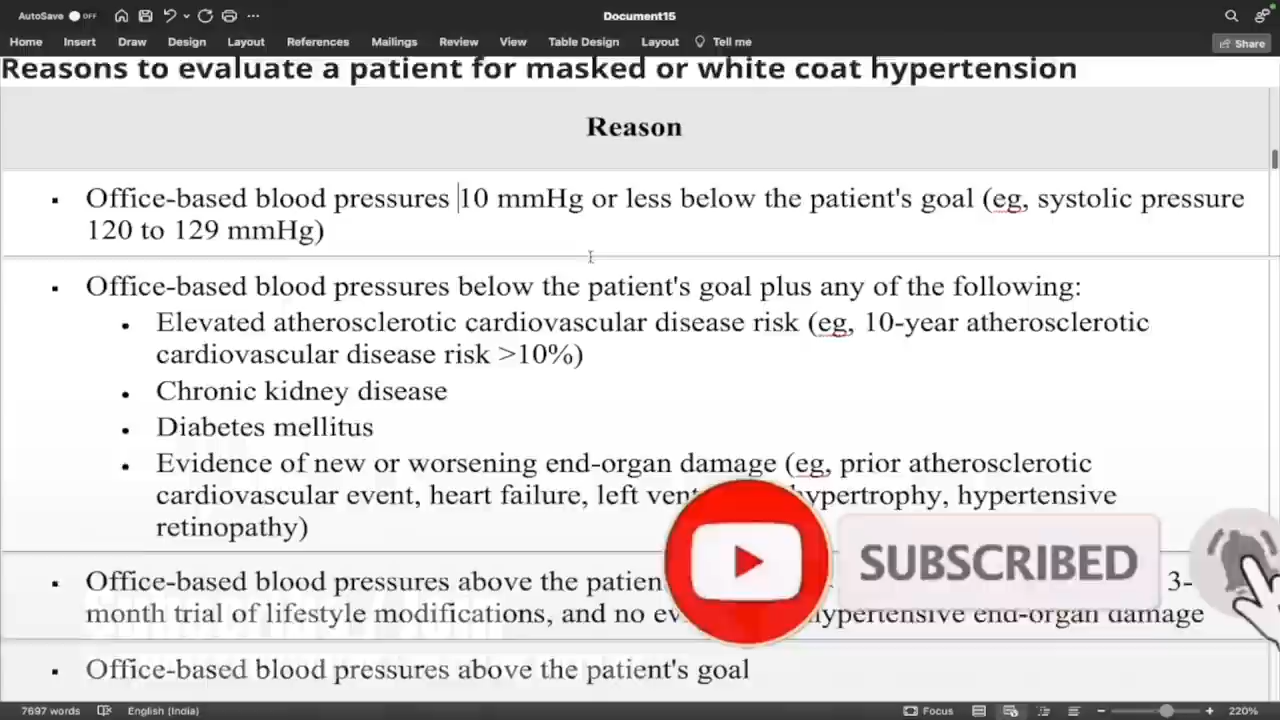 AutoSave OFF
Document15
Home Insert Draw Design Layout References Mailings Review View Table Design Layout Tell me
Share
Reasons to evaluate a patient for masked or white coat hypertension
Reason
Office-based blood pressures 10 mmHg or less below the patient's goal (eg, systolic pressure
120 to 129 mmHg)
Office-based blood pressures below the patient's goal plus any of the following:
Elevated atherosclerotic cardiovascular disease risk (eg, 10-year atherosclerotic
cardiovascular disease risk >10%)
Chronic kidney disease
Diabetes mellitus
Evidence of new or worsening end-organ damage (eg, prior atherosclerotic
cardiovascular event, heart failure, left hypertrophy, hypertensive
retinopathy)
SUBSCRIBED
Office-based blood pressures above the 3-
month trial of lifestyle modifications, and no hypertensive end-organ damage
Office-based blood pressures above the patient's goal
7697 words English (India) Focus 220%